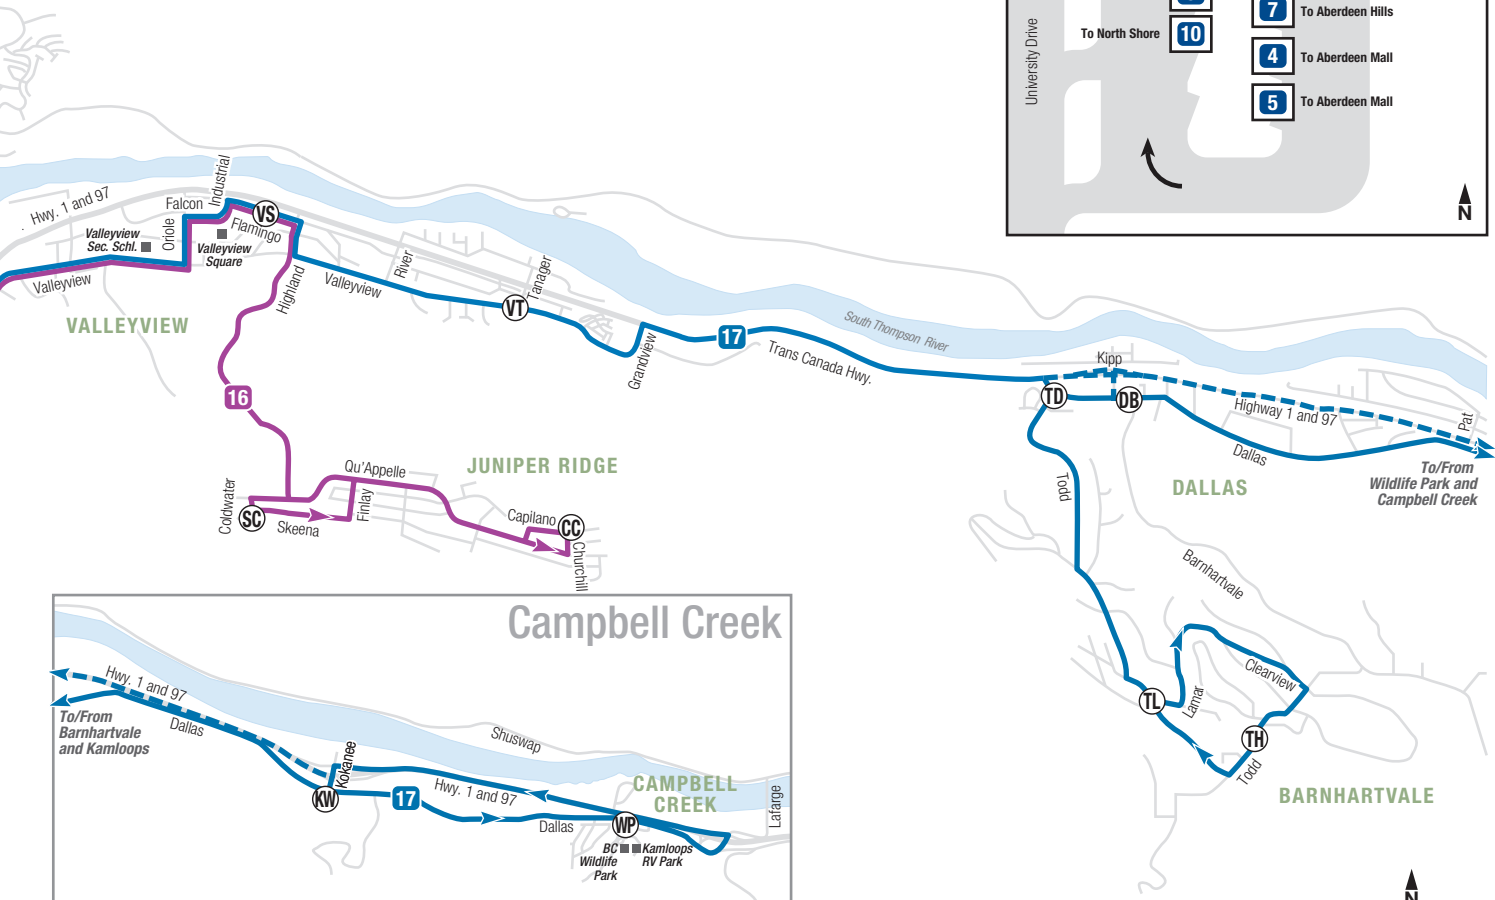 7 To Aberdeen Hills
To North Shore 10
4 To Aberdeen Mall
5 To Aberdeen Mall
University Drive
N
Hwy. 1 and 97
Falcon
Industrial
VS
Flamingo
Oriole
Valleyview
Sec. Schl.
Valleyview
Square
Valleyview
VALLEYVIEW
Highland
Valleyview
River
Tanager
VT
Grandview
17
Trans Canada Hwy.
South Thompson River
Kipp
TD
DB
Highway 1 and 97
Pat
Dallas
DALLAS
To/From
Wildlife Park and
Campbell Creek
16
JUNIPER RIDGE
Qu'Appelle
Coldwater
SC
Skeena
Finlay
Capilano
CC
Churchill
Todd
Barnhartvale
Clearview
TL
Lamar
TH
Todd
BARNHARTVALE
N
Campbell Creek
Hwy. 1 and 97
To/From
Barnhartvale
and Kamloops
Dallas
Shuswap
Kokanee
KW
17
Hwy. 1 and 97
CAMPBELL
CREEK
Lafarge
Dallas
WP
BC
Wildlife
Park
Kamloops
RV Park